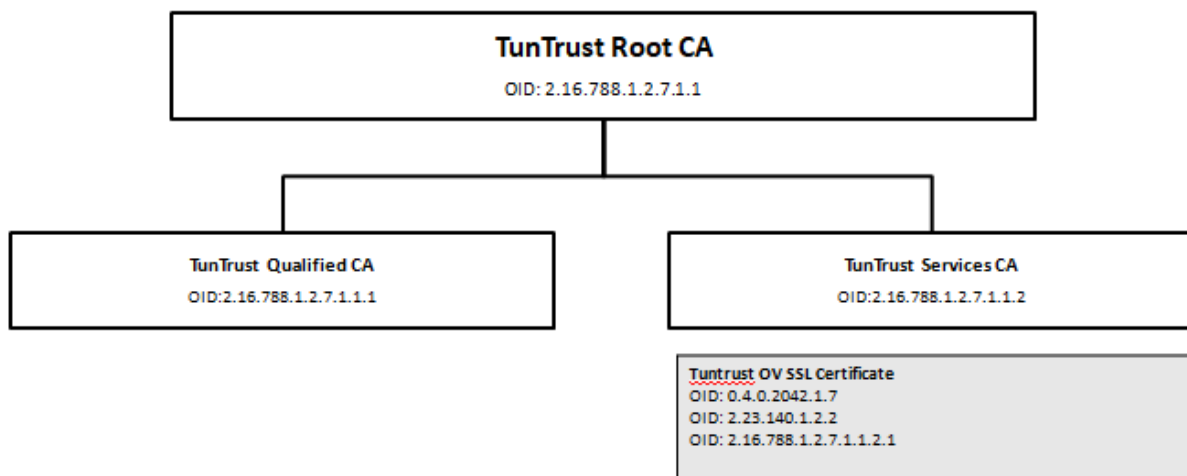 TunTrust Root CA
OID: 2.16.788.1.2.7.1.1
TunTrust Qualified CA
OID:2.16.788.1.2.7.1.1.1
TunTrust Services CA
OID:2.16.788.1.2.7.1.1.2
Tuntrust OV SSL Certificate
OID: 0.4.0.2042.1.7
OID: 2.23.140.1.2.2
OID: 2.16.788.1.2.7.1.1.2.1